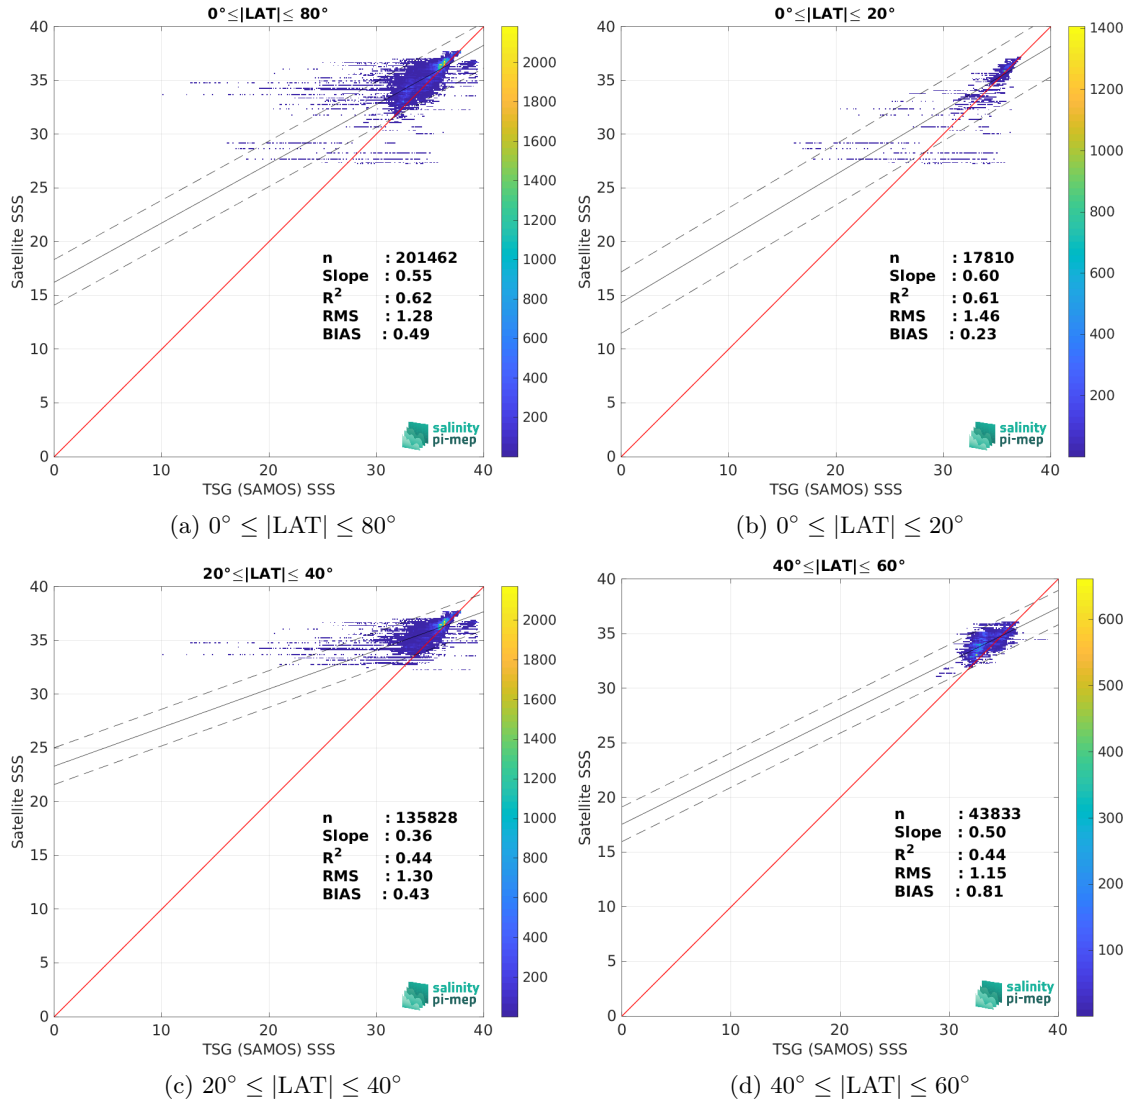 0°≤|LAT|≤ 80°
40
35
30
25
20
15
10
5
0
Satellite SSS
n : 201462
Slope : 0.55
R² : 0.62
RMS : 1.28
BIAS : 0.49
salinity
pi-mep
0 10 20 30 40
TSG (SAMOS) SSS
2000
1800
1600
1400
1200
1000
800
600
400
200
(a) 0° ≤ |LAT| ≤ 80°
0°≤|LAT|≤ 20°
40
35
30
25
20
15
10
5
0
Satellite SSS
n : 17810
Slope : 0.60
R² : 0.61
RMS : 1.46
BIAS : 0.23
salinity
pi-mep
0 10 20 30 40
TSG (SAMOS) SSS
1400
1200
1000
800
600
400
200
(b) 0° ≤ |LAT| ≤ 20°
20°≤|LAT|≤ 40°
40
35
30
25
20
15
10
5
0
Satellite SSS
n : 135828
Slope : 0.36
R² : 0.44
RMS : 1.30
BIAS : 0.43
salinity
pi-mep
0 10 20 30 40
TSG (SAMOS) SSS
2000
1800
1600
1400
1200
1000
800
600
400
200
(c) 20° ≤ |LAT| ≤ 40°
40°≤|LAT|≤ 60°
40
35
30
25
20
15
10
5
0
Satellite SSS
n : 43833
Slope : 0.50
R² : 0.44
RMS : 1.15
BIAS : 0.81
salinity
pi-mep
0 10 20 30 40
TSG (SAMOS) SSS
600
500
400
300
200
100
(d) 40° ≤ |LAT| ≤ 60°